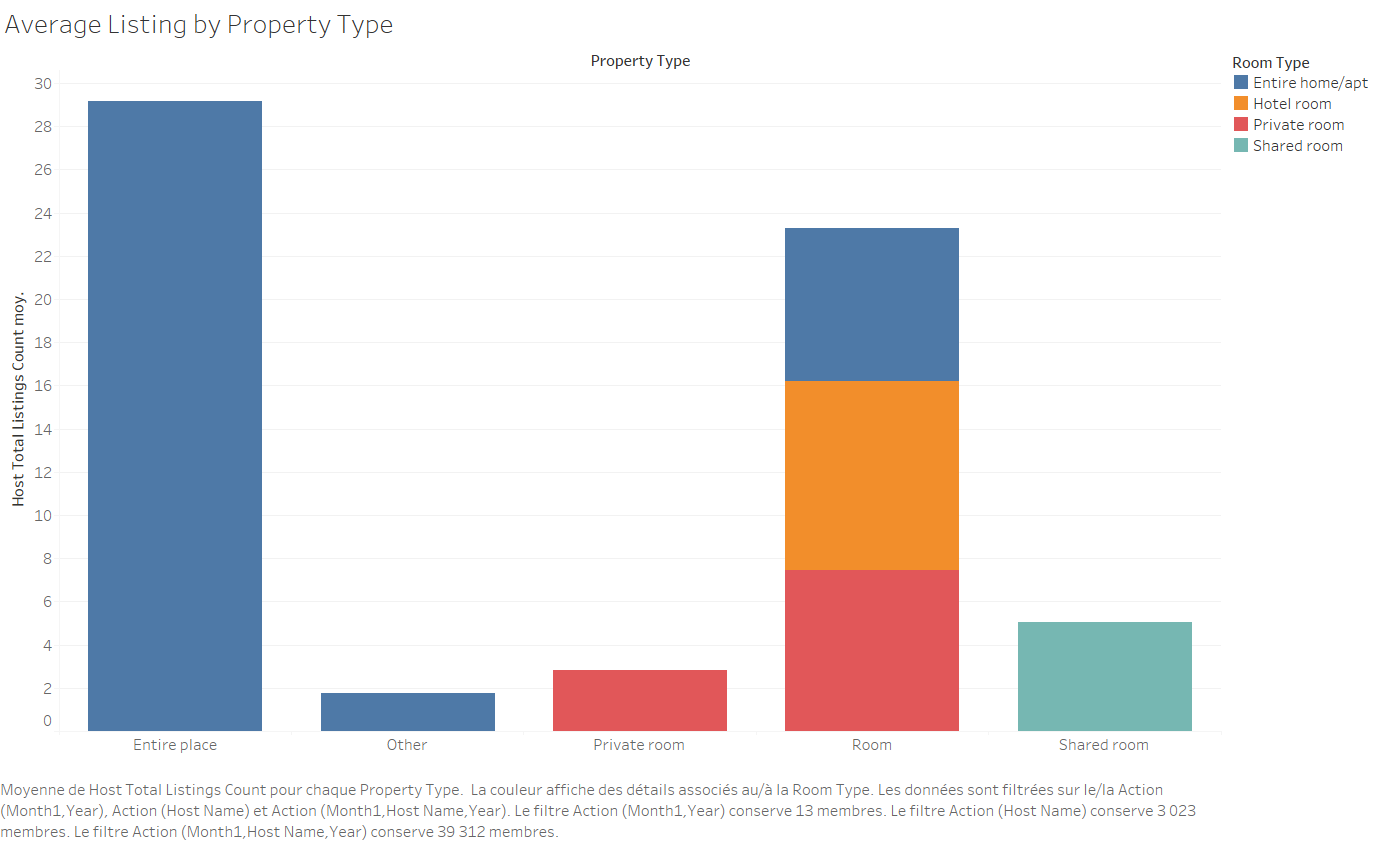 Average Listing by Property Type
Property Type
Room Type
Entire home/apt
Hotel room
Private room
Shared room
Host Total Listings Count moy.
30
28
26
24
22
20
18
16
14
12
10
8
6
4
2
0
Entire place
Other
Private room
Room
Shared room
Moyenne de Host Total Listings Count pour chaque Property Type.  La couleur affiche des détails associés au/à la Room Type. Les données sont filtrées sur le/la Action
(Month1,Year), Action (Host Name) et Action (Month1,Host Name,Year). Le filtre Action (Month1,Year) conserve 13 membres. Le filtre Action (Host Name) conserve 3 023
membres. Le filtre Action (Month1,Host Name,Year) conserve 39 312 membres.